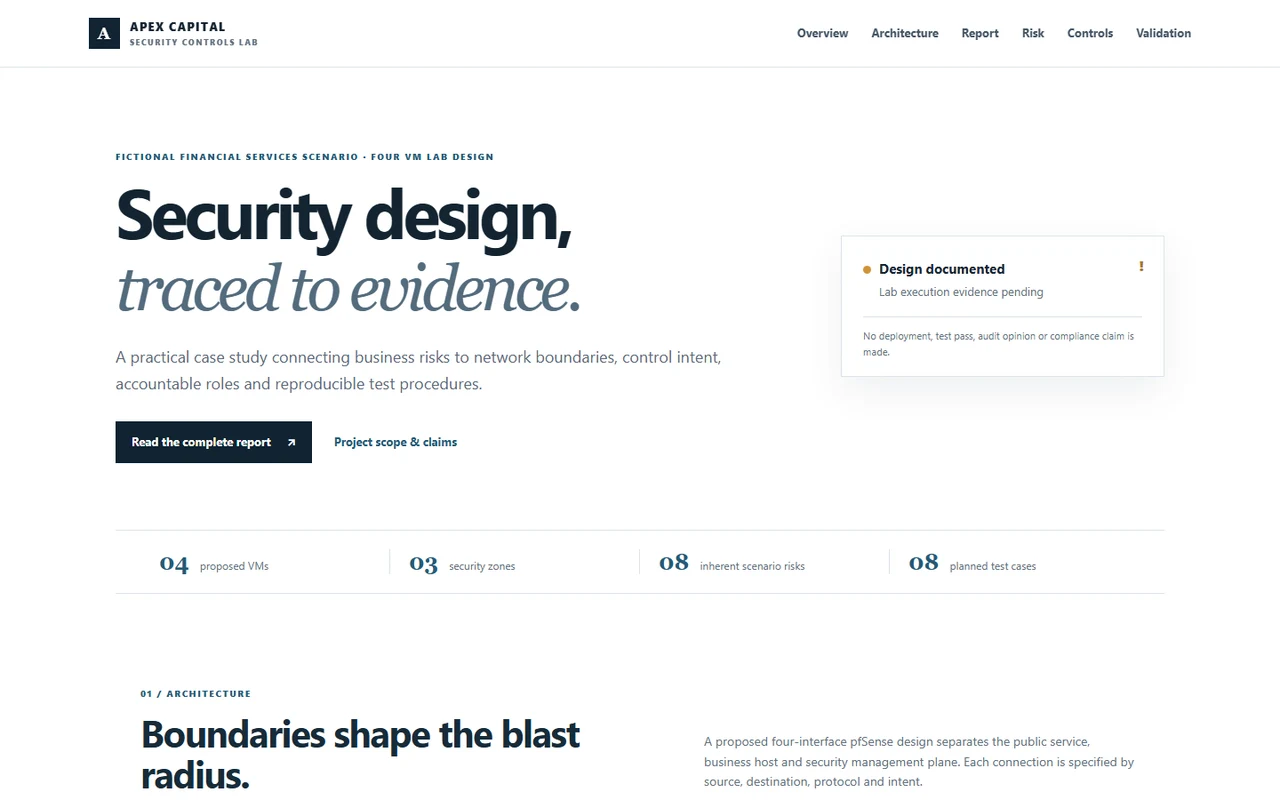 A
APEX CAPITAL
SECURITY CONTROLS LAB
Overview Architecture Report Risk Controls Validation
FICTIONAL FINANCIAL SERVICES SCENARIO · FOUR VM LAB DESIGN
Security design,
traced to evidence.
A practical case study connecting business risks to network boundaries, control intent,
accountable roles and reproducible test procedures.
Read the complete report ↗ Project scope & claims
Design documented !
Lab execution evidence pending
No deployment, test pass, audit opinion or compliance claim is
made.
04 proposed VMs 03 security zones 08 inherent scenario risks 08 planned test cases
01 / ARCHITECTURE
Boundaries shape the blast
radius.
A proposed four-interface pfSense design separates the public service,
business host and security management plane. Each connection is specified by
source, destination, protocol and intent.